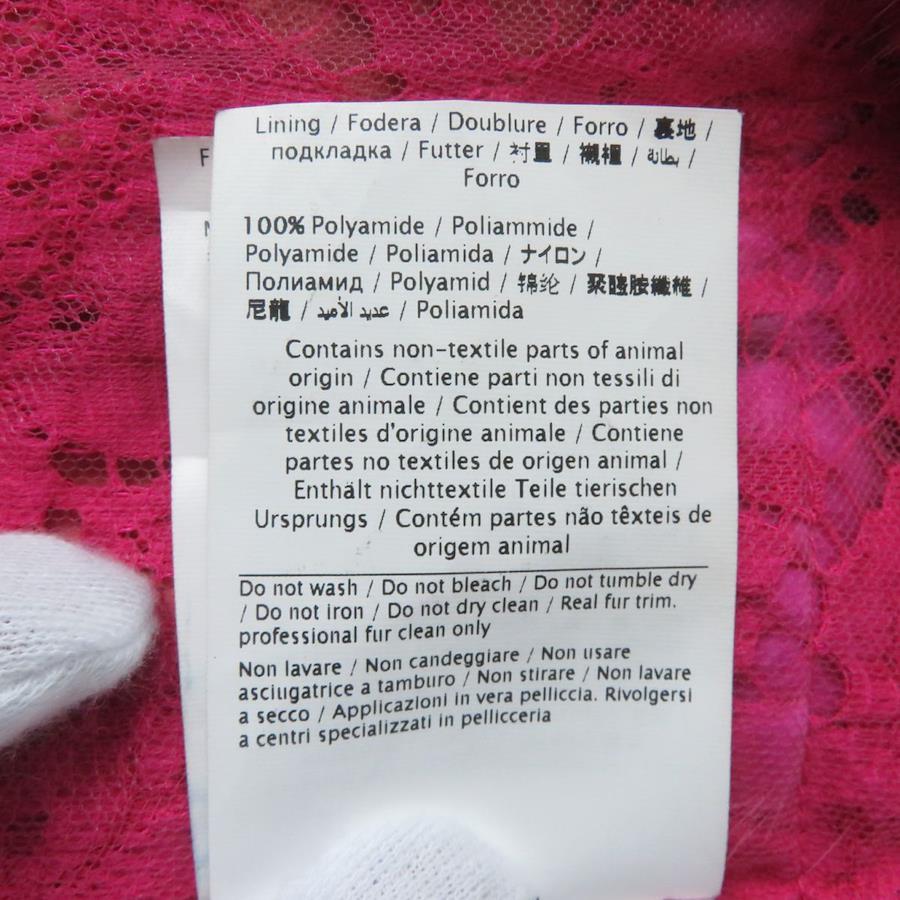 Lining / Fodera / Doublure / Forro / 裏地 /
подкладка / Futter / 衬里 / 襯裡 / بطانة /
Forro
100% Polyamide / Poliammide /
Polyamide / Poliamida / ナイロン /
Полиамид / Polyamid / 锦纶 / 聚醯胺纖維 /
尼龍 / عديد الأميد / Poliamida
Contains non-textile parts of animal
origin / Contiene parti non tessili di
origine animale / Contient des parties non
textiles d'origine animale / Contiene
partes no textiles de origen animal /
Enthält nichttextile Teile tierischen
Ursprungs / Contém partes não têxteis de
origem animal
Do not wash / Do not bleach / Do not tumble dry
/ Do not iron / Do not dry clean / Real fur trim.
professional fur clean only
Non lavare / Non candeggiare / Non usare
asciugatrice a tamburo / Non stirare / Non lavare
a secco / Applicazioni in vera pelliccia. Rivolgersi
a centri specializzati in pellicceria